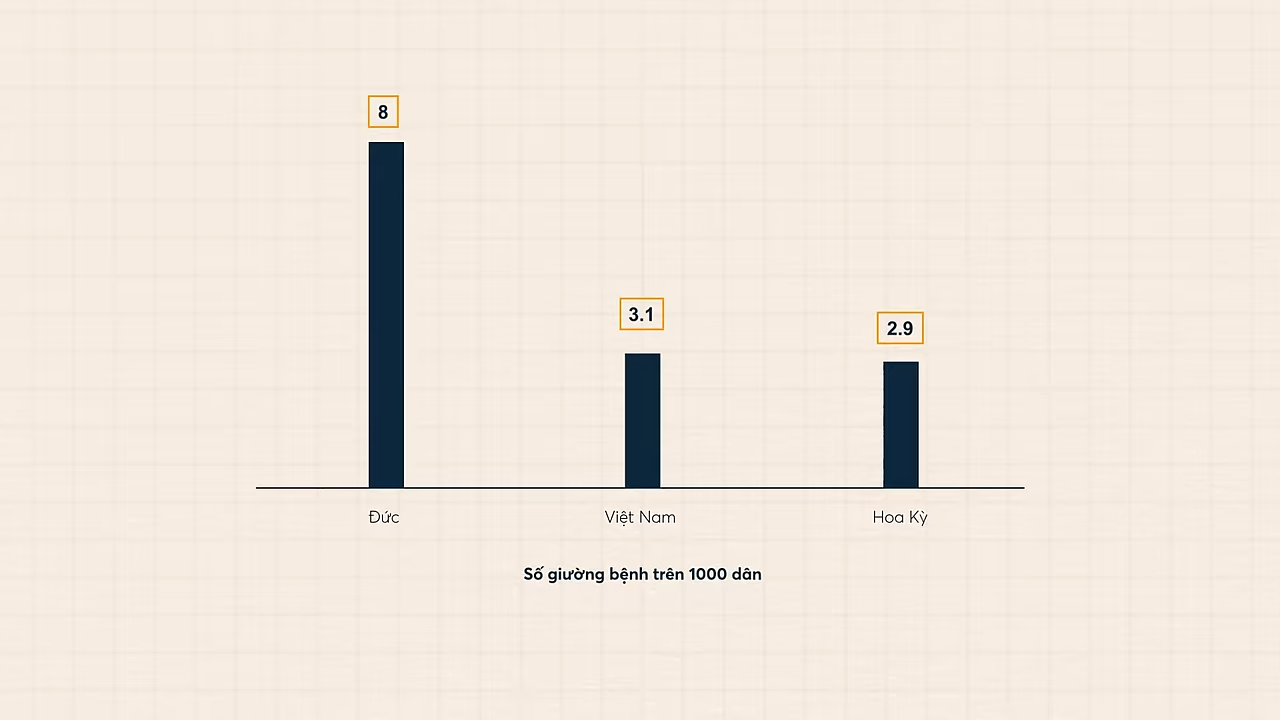 8
3.1
2.9
Đức
Việt Nam
Hoa Kỳ
Số giường bệnh trên 1000 dân